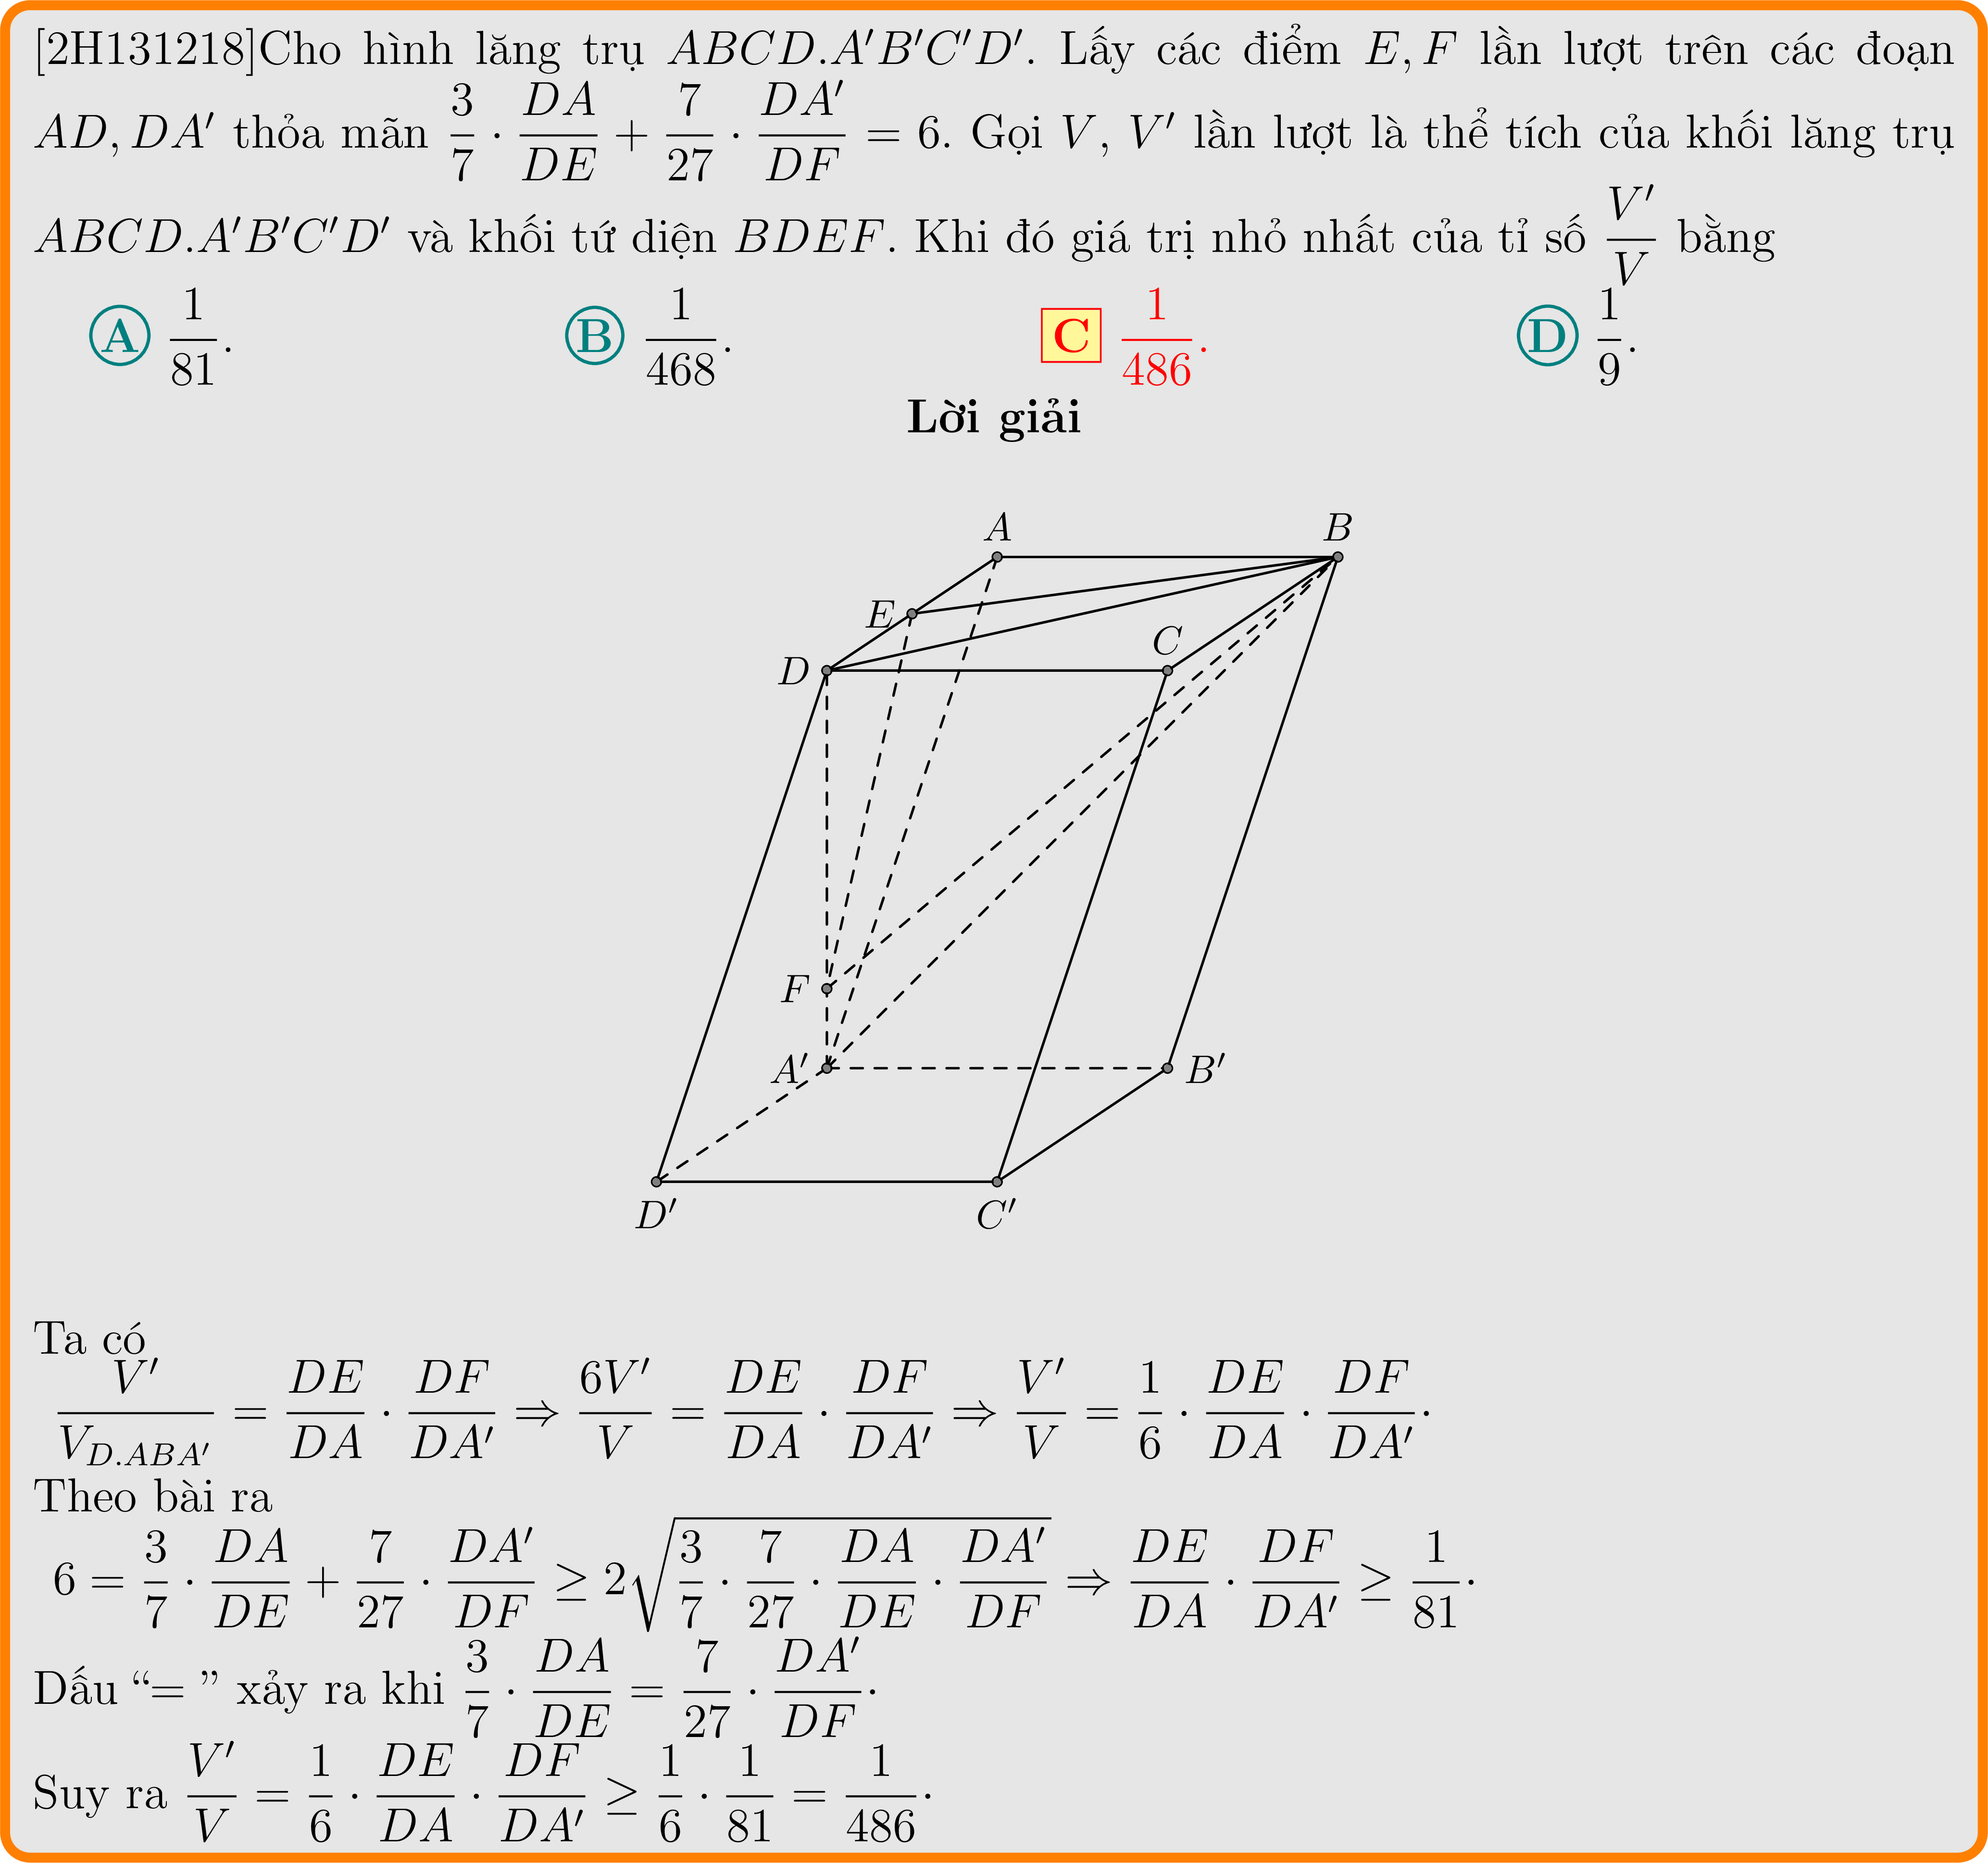 [2H131218]Cho hình lăng trụ $ABCD.A'B'C'D'$. Lấy các điểm $E, F$ lần lượt trên các đoạn
$AD, DA'$ thỏa mãn $\frac{3}{7} \cdot \frac{DA}{DE} + \frac{7}{27} \cdot \frac{DA'}{DF} = 6$. Gọi $V$, $V'$ lần lượt là thể tích của khối lăng trụ
$ABCD.A'B'C'D'$ và khối tứ diện $BDEF$. Khi đó giá trị nhỏ nhất của tỉ số $\frac{V'}{V}$ bằng
A $\frac{1}{81}$. B $\frac{1}{468}$. C $\frac{1}{486}$. D $\frac{1}{9}$.
Lời giải
A
B
E
C
D
F
A'
B'
D'
C'
Ta có
$\frac{V'}{V_{D.ABA'}} = \frac{DE}{DA} \cdot \frac{DF}{DA'} \Rightarrow \frac{6V'}{V} = \frac{DE}{DA} \cdot \frac{DF}{DA'} \Rightarrow \frac{V'}{V} = \frac{1}{6} \cdot \frac{DE}{DA} \cdot \frac{DF}{DA'} \cdot$
Theo bài ra
$6 = \frac{3}{7} \cdot \frac{DA}{DE} + \frac{7}{27} \cdot \frac{DA'}{DF} \geq 2\sqrt{\frac{3}{7} \cdot \frac{7}{27} \cdot \frac{DA}{DE} \cdot \frac{DA'}{DF}} \Rightarrow \frac{DE}{DA} \cdot \frac{DF}{DA'} \geq \frac{1}{81} \cdot$
Dấu “= ” xảy ra khi $\frac{3}{7} \cdot \frac{DA}{DE} = \frac{7}{27} \cdot \frac{DA'}{DF} \cdot$
Suy ra $\frac{V'}{V} = \frac{1}{6} \cdot \frac{DE}{DA} \cdot \frac{DF}{DA'} \geq \frac{1}{6} \cdot \frac{1}{81} = \frac{1}{486} \cdot$